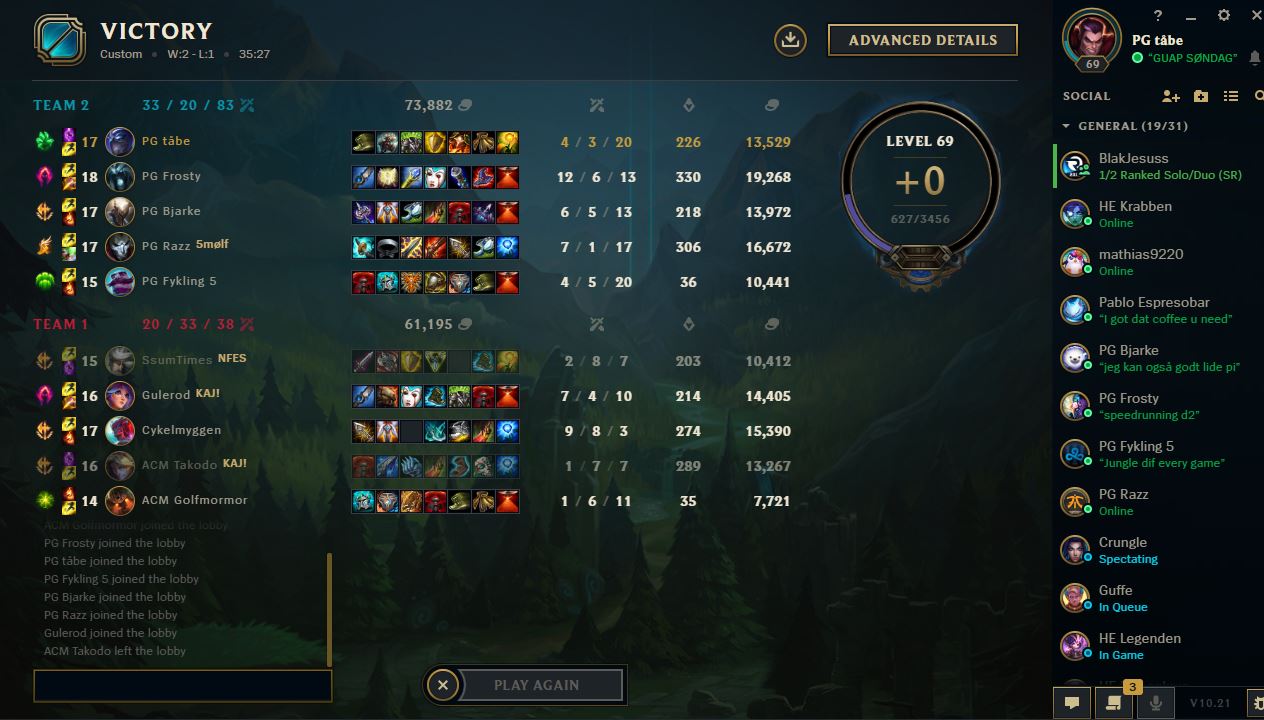 VICTORY
Custom • W:2 - L:1 • 35:27
ADVANCED DETAILS
TEAM 2 33 / 20 / 83 73,882
17 PG tåbe 4 / 3 / 20 226 13,529
18 PG Frosty 12 / 6 / 13 330 19,268
17 PG Bjarke 6 / 5 / 13 218 13,972
17 PG Razz 5mølf 7 / 1 / 17 306 16,672
15 PG Fykling 5 4 / 5 / 20 36 10,441
TEAM 1 20 / 33 / 38 61,195
15 SsumTimes NFES 2 / 8 / 7 203 10,412
16 Gulerod KAJ! 7 / 4 / 10 214 14,405
17 Cykelmyggen 9 / 8 / 3 274 15,390
16 ACM Takodo KAJ! 1 / 7 / 7 289 13,267
14 ACM Golfmormor 1 / 6 / 11 35 7,721
LEVEL 69
+0
627/3456
ACM Golfmormor joined the lobby
PG Frosty joined the lobby
PG tåbe joined the lobby
PG Fykling 5 joined the lobby
PG Bjarke joined the lobby
PG Razz joined the lobby
Gulerod joined the lobby
ACM Takodo left the lobby
PLAY AGAIN
?
PG tåbe
69
"GUAP SØNDAG"
SOCIAL
GENERAL (19/31)
BlakJesuss
1/2 Ranked Solo/Duo (SR)
HE Krabben
Online
mathias9220
Online
Pablo Espresobar
"I got dat coffee u need"
PG Bjarke
"jeg kan også godt lide pi"
PG Frosty
"speedrunning d2"
PG Fykling 5
"Jungle dif every game"
PG Razz
Online
Crungle
Spectating
Guffe
In Queue
HE Legenden
In Game
3
V10.21